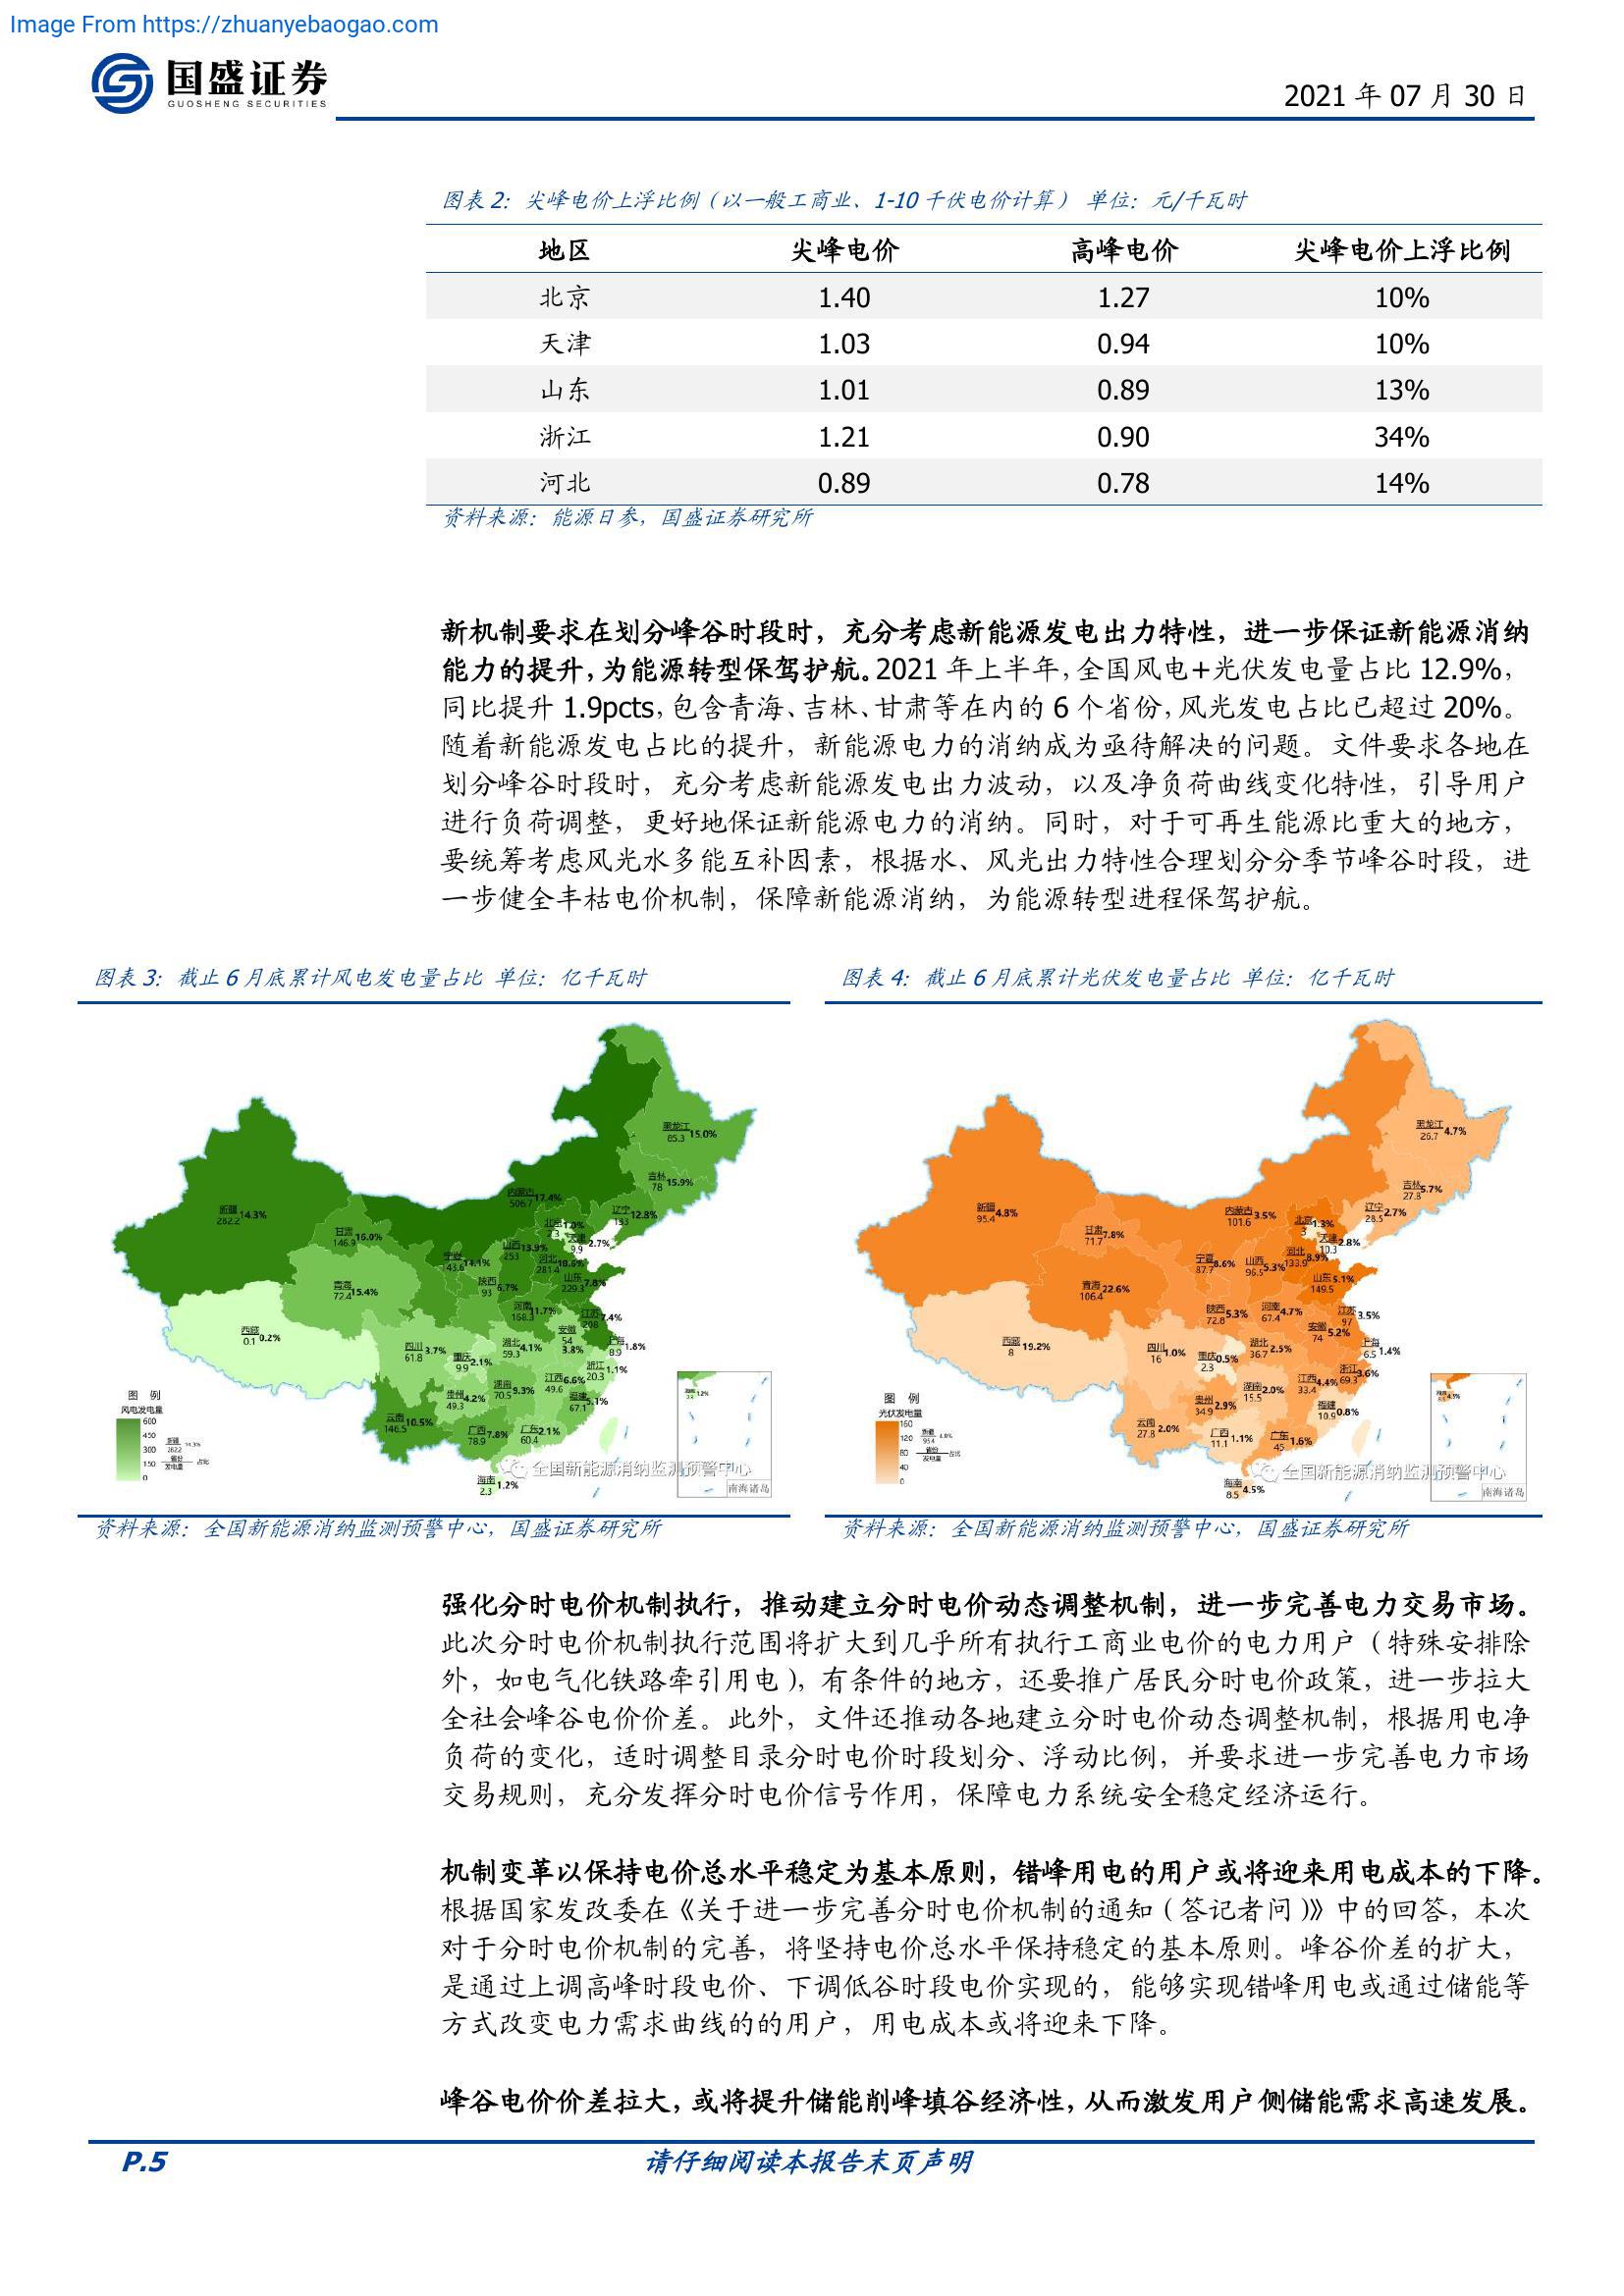 Image From https://zhuanyebaogao.com
国盛证券
GUOSHENG SECURITIES
2021 年 07 月 30 日
图表 2：尖峰电价上浮比例（以一般工商业、1-10 千伏电价计算） 单位：元/千瓦时
地区 尖峰电价 高峰电价 尖峰电价上浮比例
北京 1.40 1.27 10%
天津 1.03 0.94 10%
山东 1.01 0.89 13%
浙江 1.21 0.90 34%
河北 0.89 0.78 14%
资料来源：能源日参，国盛证券研究所
新机制要求在划分峰谷时段时，充分考虑新能源发电出力特性，进一步保证新能源消纳
能力的提升，为能源转型保驾护航。2021 年上半年，全国风电+光伏发电量占比 12.9%，
同比提升 1.9pcts，包含青海、吉林、甘肃等在内的 6 个省份，风光发电占比已超过 20%。
随着新能源发电占比的提升，新能源电力的消纳成为亟待解决的问题。文件要求各地在
划分峰谷时段时，充分考虑新能源发电出力波动，以及净负荷曲线变化特性，引导用户
进行负荷调整，更好地保证新能源电力的消纳。同时，对于可再生能源比重大的地方，
要统筹考虑风光水多能互补因素，根据水、风光出力特性合理划分分季节峰谷时段，进
一步健全丰枯电价机制，保障新能源消纳，为能源转型进程保驾护航。
图表 3：截止 6 月底累计风电发电量占比 单位：亿千瓦时
黑龙江 85.3 15.0%
吉林 78 15.9%
辽宁 133 12.8%
内蒙古 506.7 17.4%
新疆 282.2 14.3%
甘肃 146.9 16.0%
青海 72.4 15.4%
西藏 0.1 0.2%
山西 253 13.9%
天津 9.9 2.7%
陕西 93 6.7%
山东 229.3 7.8%
河南 168.3 11.7%
江苏 208 7.4%
安徽 54 3.8%
上海 8.9 1.8%
四川 61.8 3.7%
重庆 9.9 2.1%
湖北 59.3 4.1%
浙江 20.3 1.1%
江西 49.6 6.6%
湖南 70.5 9.3%
贵州 49.3 4.2%
福建 67.1 5.1%
云南 146.5 10.5%
广西 78.9 7.8%
广东 60.4 2.1%
海南 2.3 1.2%
图 例
风电发电量
600
450
300
150
0
全国新能源消纳监测预警中心
南海诸岛
资料来源：全国新能源消纳监测预警中心，国盛证券研究所
图表 4：截止 6 月底累计光伏发电量占比 单位：亿千瓦时
黑龙江 26.7 4.7%
吉林 27.8 5.7%
辽宁 28.5 2.7%
内蒙古 101.6 3.5%
新疆 95.4 4.8%
甘肃 71.7 7.8%
青海 106.4 22.6%
西藏 8 19.2%
北京 3 1.3%
天津 10.3 2.8%
河北 133.9 8.9%
宁夏 87.7 8.6%
山西 96.5 5.3%
山东 149.5 5.1%
陕西 72.8 5.3%
河南 67.4 4.7%
江苏 97 3.5%
安徽 74 5.2%
上海 6.5 1.4%
四川 16 1.0%
重庆 2.3 0.5%
湖北 36.7 2.5%
浙江 69.3 3.6%
江西 33.4 4.4%
湖南 15.5 2.0%
贵州 34.9 2.9%
福建 10.9 0.8%
云南 27.8 2.0%
广西 11.1 1.1%
广东 45 1.6%
海南 8.5 4.5%
图 例
光伏发电量
160
120
80
40
0
全国新能源消纳监测预警中心
南海诸岛
资料来源：全国新能源消纳监测预警中心，国盛证券研究所
强化分时电价机制执行，推动建立分时电价动态调整机制，进一步完善电力交易市场。
此次分时电价机制执行范围将扩大到几乎所有执行工商业电价的电力用户（特殊安排除
外，如电气化铁路牵引用电），有条件的地方，还要推广居民分时电价政策，进一步拉大
全社会峰谷电价价差。此外，文件还推动各地建立分时电价动态调整机制，根据用电净
负荷的变化，适时调整目录分时电价时段划分、浮动比例，并要求进一步完善电力市场
交易规则，充分发挥分时电价信号作用，保障电力系统安全稳定经济运行。
机制变革以保持电价总水平稳定为基本原则，错峰用电的用户或将迎来用电成本的下降。
根据国家发改委在《关于进一步完善分时电价机制的通知（答记者问）》中的回答，本次
对于分时电价机制的完善，将坚持电价总水平保持稳定的基本原则。峰谷价差的扩大，
是通过上调高峰时段电价、下调低谷时段电价实现的，能够实现错峰用电或通过储能等
方式改变电力需求曲线的的用户，用电成本或将迎来下降。
峰谷电价价差拉大，或将提升储能削峰填谷经济性，从而激发用户侧储能需求高速发展。
P.5
请仔细阅读本报告末页声明